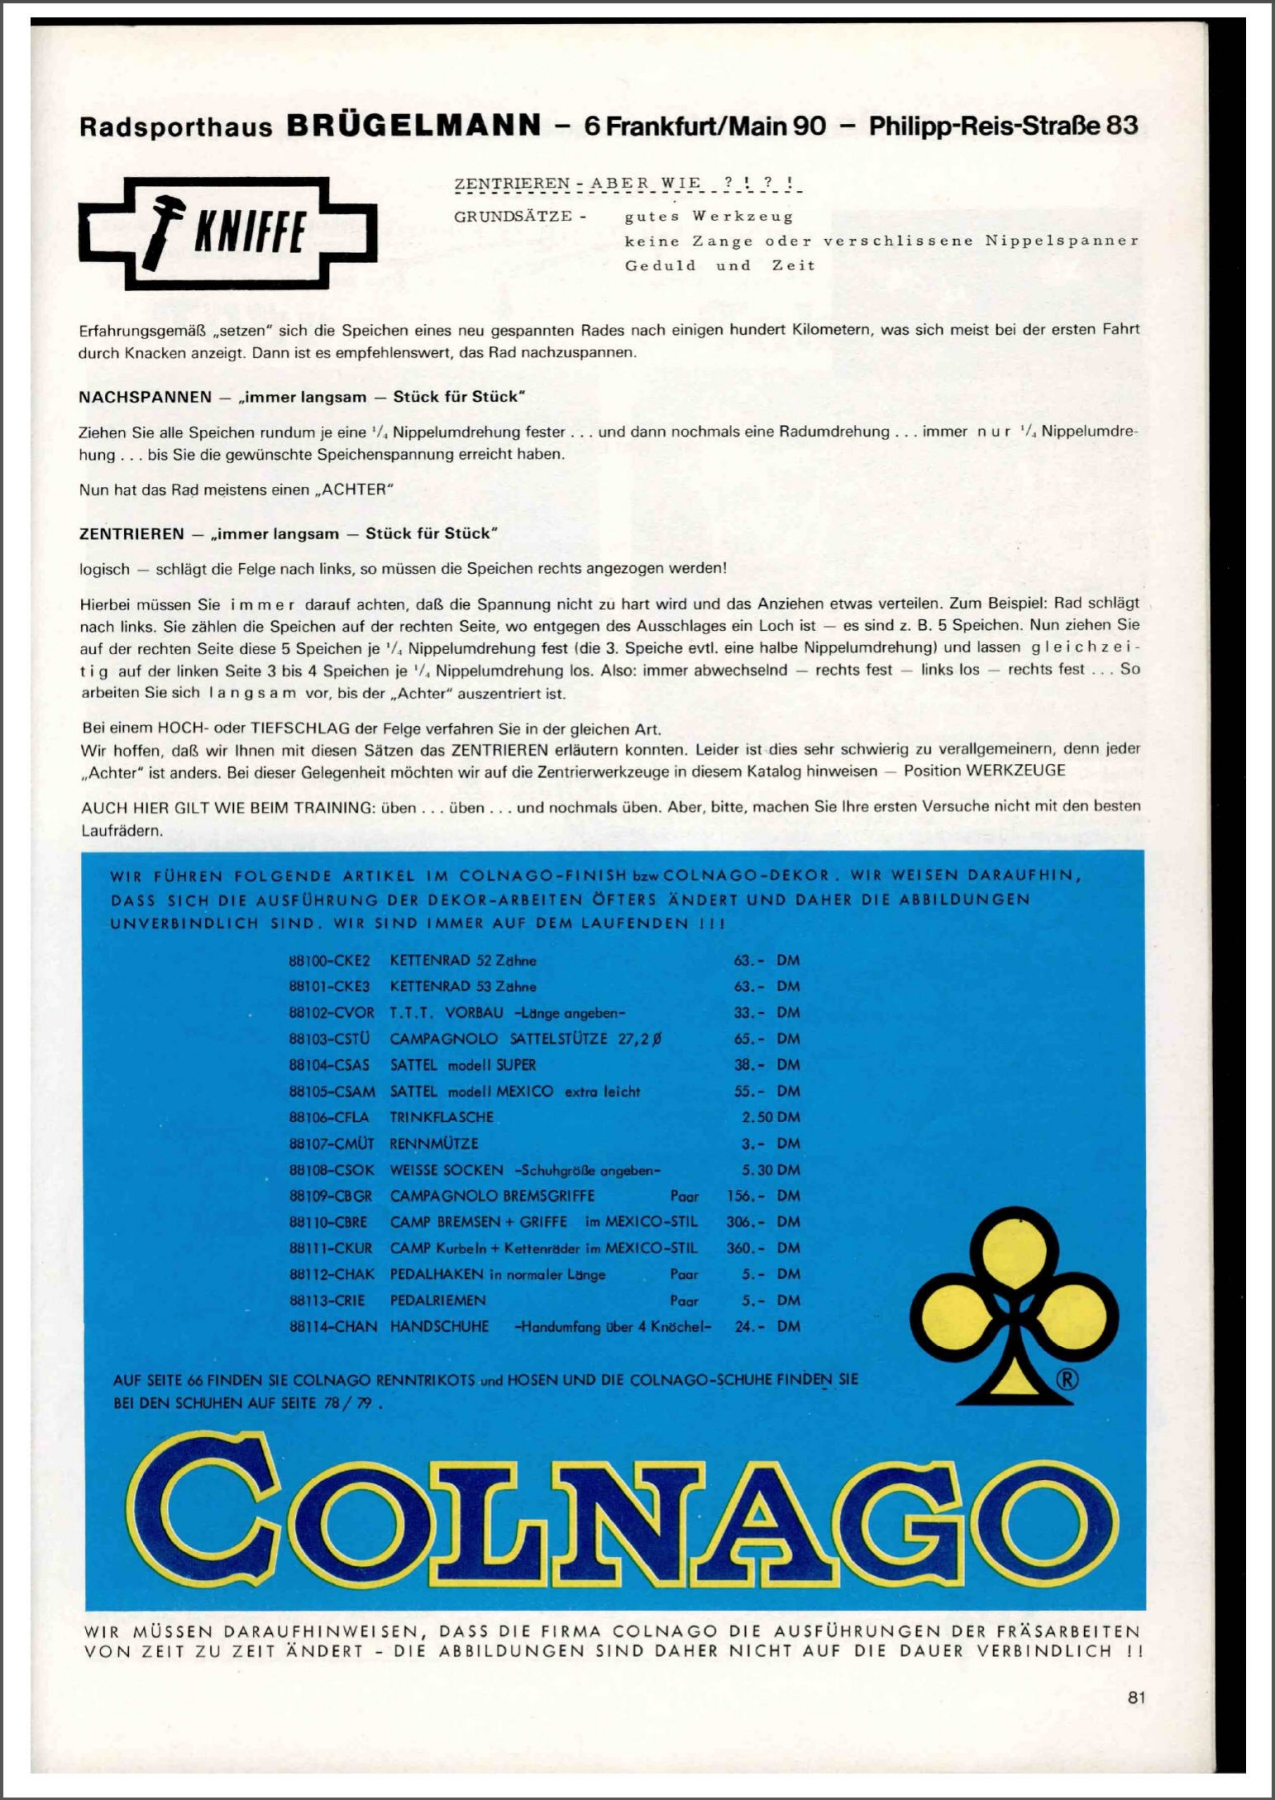 Radsporthaus BRÜGELMANN – 6 Frankfurt/Main 90 – Philipp-Reis-Straße 83
KNIFFE
ZENTRIEREN - ABER WIE ? ! ? !
GRUNDSÄTZE - gutes Werkzeug
keine Zange oder verschlissene Nippelspanner
Geduld und Zeit
Erfahrungsgemäß „setzen“ sich die Speichen eines neu gespannten Rades nach einigen hundert Kilometern, was sich meist bei der ersten Fahrt
durch Knacken anzeigt. Dann ist es empfehlenswert, das Rad nachzuspannen.
NACHSPANNEN — „immer langsam — Stück für Stück“
Ziehen Sie alle Speichen rundum je eine 1/4 Nippelumdrehung fester . . . und dann nochmals eine Radumdrehung . . . immer n u r 1/4 Nippelumdre-
hung . . . bis Sie die gewünschte Speichenspannung erreicht haben.
Nun hat das Rad meistens einen „ACHTER“
ZENTRIEREN — „immer langsam — Stück für Stück“
logisch — schlägt die Felge nach links, so müssen die Speichen rechts angezogen werden!
Hierbei müssen Sie i m m e r darauf achten, daß die Spannung nicht zu hart wird und das Anziehen etwas verteilen. Zum Beispiel: Rad schlägt
nach links. Sie zählen die Speichen auf der rechten Seite, wo entgegen des Ausschlages ein Loch ist — es sind z. B. 5 Speichen. Nun ziehen Sie
auf der rechten Seite diese 5 Speichen je 1/4 Nippelumdrehung fest (die 3. Speiche evtl. eine halbe Nippelumdrehung) und lassen g l e i c h z e i -
t i g auf der linken Seite 3 bis 4 Speichen je 1/4 Nippelumdrehung los. Also: immer abwechselnd — rechts fest — links los — rechts fest . . . So
arbeiten Sie sich l a n g s a m vor, bis der „Achter“ auszentriert ist.
Bei einem HOCH- oder TIEFSCHLAG der Felge verfahren Sie in der gleichen Art.
Wir hoffen, daß wir Ihnen mit diesen Sätzen das ZENTRIEREN erläutern konnten. Leider ist dies sehr schwierig zu verallgemeinern, denn jeder
„Achter“ ist anders. Bei dieser Gelegenheit möchten wir auf die Zentrierwerkzeuge in diesem Katalog hinweisen — Position WERKZEUGE
AUCH HIER GILT WIE BEIM TRAINING: üben . . . üben . . . und nochmals üben. Aber, bitte, machen Sie Ihre ersten Versuche nicht mit den besten
Laufrädern.
WIR FÜHREN FOLGENDE ARTIKEL IM COLNAGO-FINISH bzw COLNAGO-DEKOR. WIR WEISEN DARAUFHIN,
DASS SICH DIE AUSFÜHRUNG DER DEKOR-ARBEITEN ÖFTERS ÄNDERT UND DAHER DIE ABBILDUNGEN
UNVERBINDLICH SIND. WIR SIND IMMER AUF DEM LAUFENDEN !!!
88100-CKE2 KETTENRAD 52 Zähne 63.- DM
88101-CKE3 KETTENRAD 53 Zähne 63.- DM
88102-CVOR T.T.T. VORBAU -Länge angeben- 33.- DM
88103-CSTÜ CAMPAGNOLO SATTELSTÜTZE 27,2 Ø 65.- DM
88104-CSAS SATTEL modell SUPER 38.- DM
88105-CSAM SATTEL modell MEXICO extra leicht 55.- DM
88106-CFLA TRINKFLASCHE 2.50 DM
88107-CMÜT RENNMÜTZE 3.- DM
88108-CSOK WEISSE SOCKEN -Schuhgröße angeben- 5.30 DM
88109-CBGR CAMPAGNOLO BREMSGRIFFE Paar 156.- DM
88110-CBRE CAMP BREMSEN + GRIFFE im MEXICO-STIL 306.- DM
88111-CKUR CAMP Kurbeln + Kettenräder im MEXICO-STIL 360.- DM
88112-CHAK PEDALHAKEN in normaler Länge Paar 5.- DM
88113-CRIE PEDALRIEMEN Paar 5.- DM
88114-CHAN HANDSCHUHE -Handumfang über 4 Knöchel- 24.- DM
AUF SEITE 66 FINDEN SIE COLNAGO RENNTRIKOTS und HOSEN UND DIE COLNAGO-SCHUHE FINDEN SIE
BEI DEN SCHUHEN AUF SEITE 78 / 79 .
®
COLNAGO
WIR MÜSSEN DARAUFHINWEISEN, DASS DIE FIRMA COLNAGO DIE AUSFÜHRUNGEN DER FRÄSARBEITEN
VON ZEIT ZU ZEIT ÄNDERT - DIE ABBILDUNGEN SIND DAHER NICHT AUF DIE DAUER VERBINDLICH !!
81